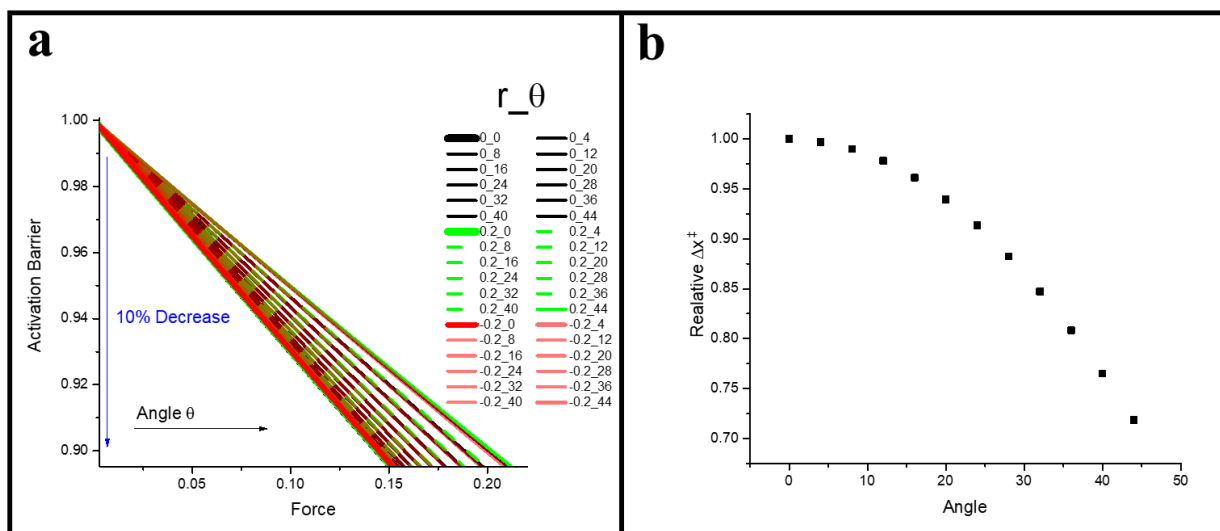 a
r_θ
0_0 0_4
0_8 0_12
0_16 0_20
0_24 0_28
0_32 0_36
0_40 0_44
0.2_0 0.2_4
0.2_8 0.2_12
0.2_16 0.2_20
0.2_24 0.2_28
0.2_32 0.2_36
0.2_40 0.2_44
-0.2_0 -0.2_4
-0.2_8 -0.2_12
-0.2_16 -0.2_20
-0.2_24 -0.2_28
-0.2_32 -0.2_36
-0.2_40 -0.2_44
1.00
0.98
0.96
0.94
0.92
0.90
Activation Barrier
10% Decrease
Angle θ
0.05 0.10 0.15 0.20
Force
b
1.00
0.95
0.90
0.85
0.80
0.75
0.70
Realative Δx‡
0 10 20 30 40 50
Angle